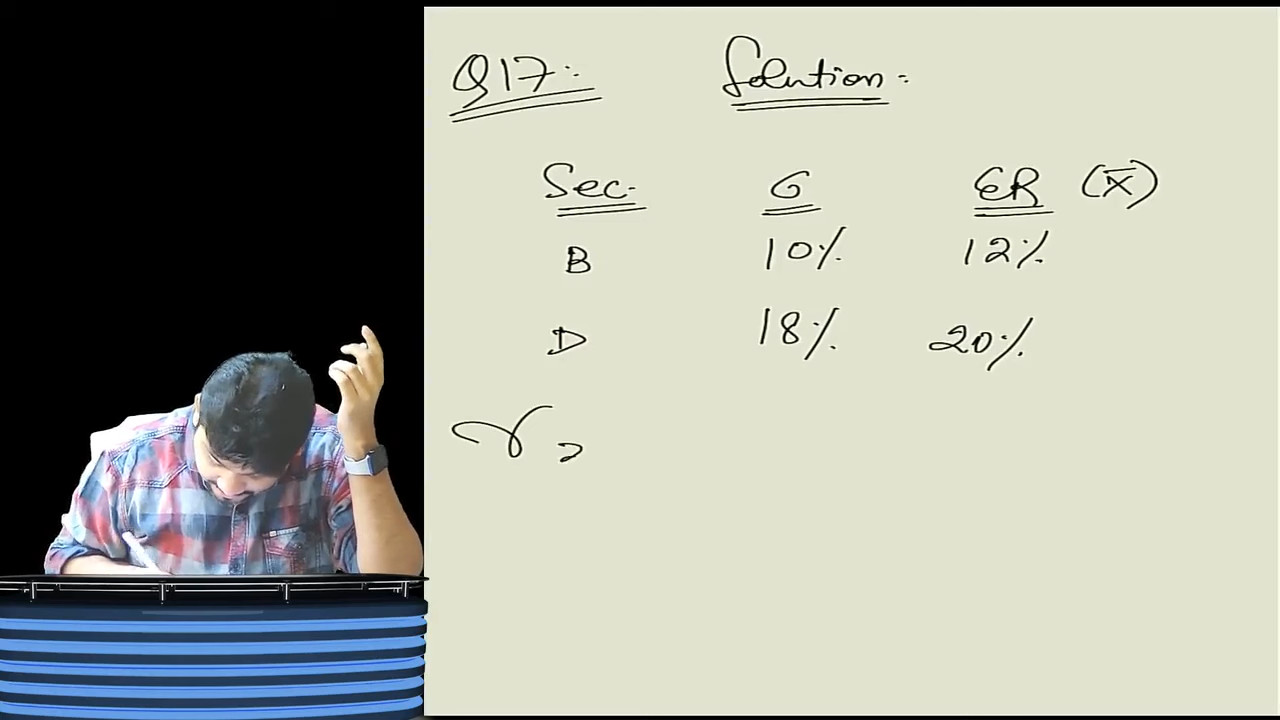 Q17:- Solution:-
Sec. σ ER (x̄)
B 10% 12%
D 18% 20%
r =